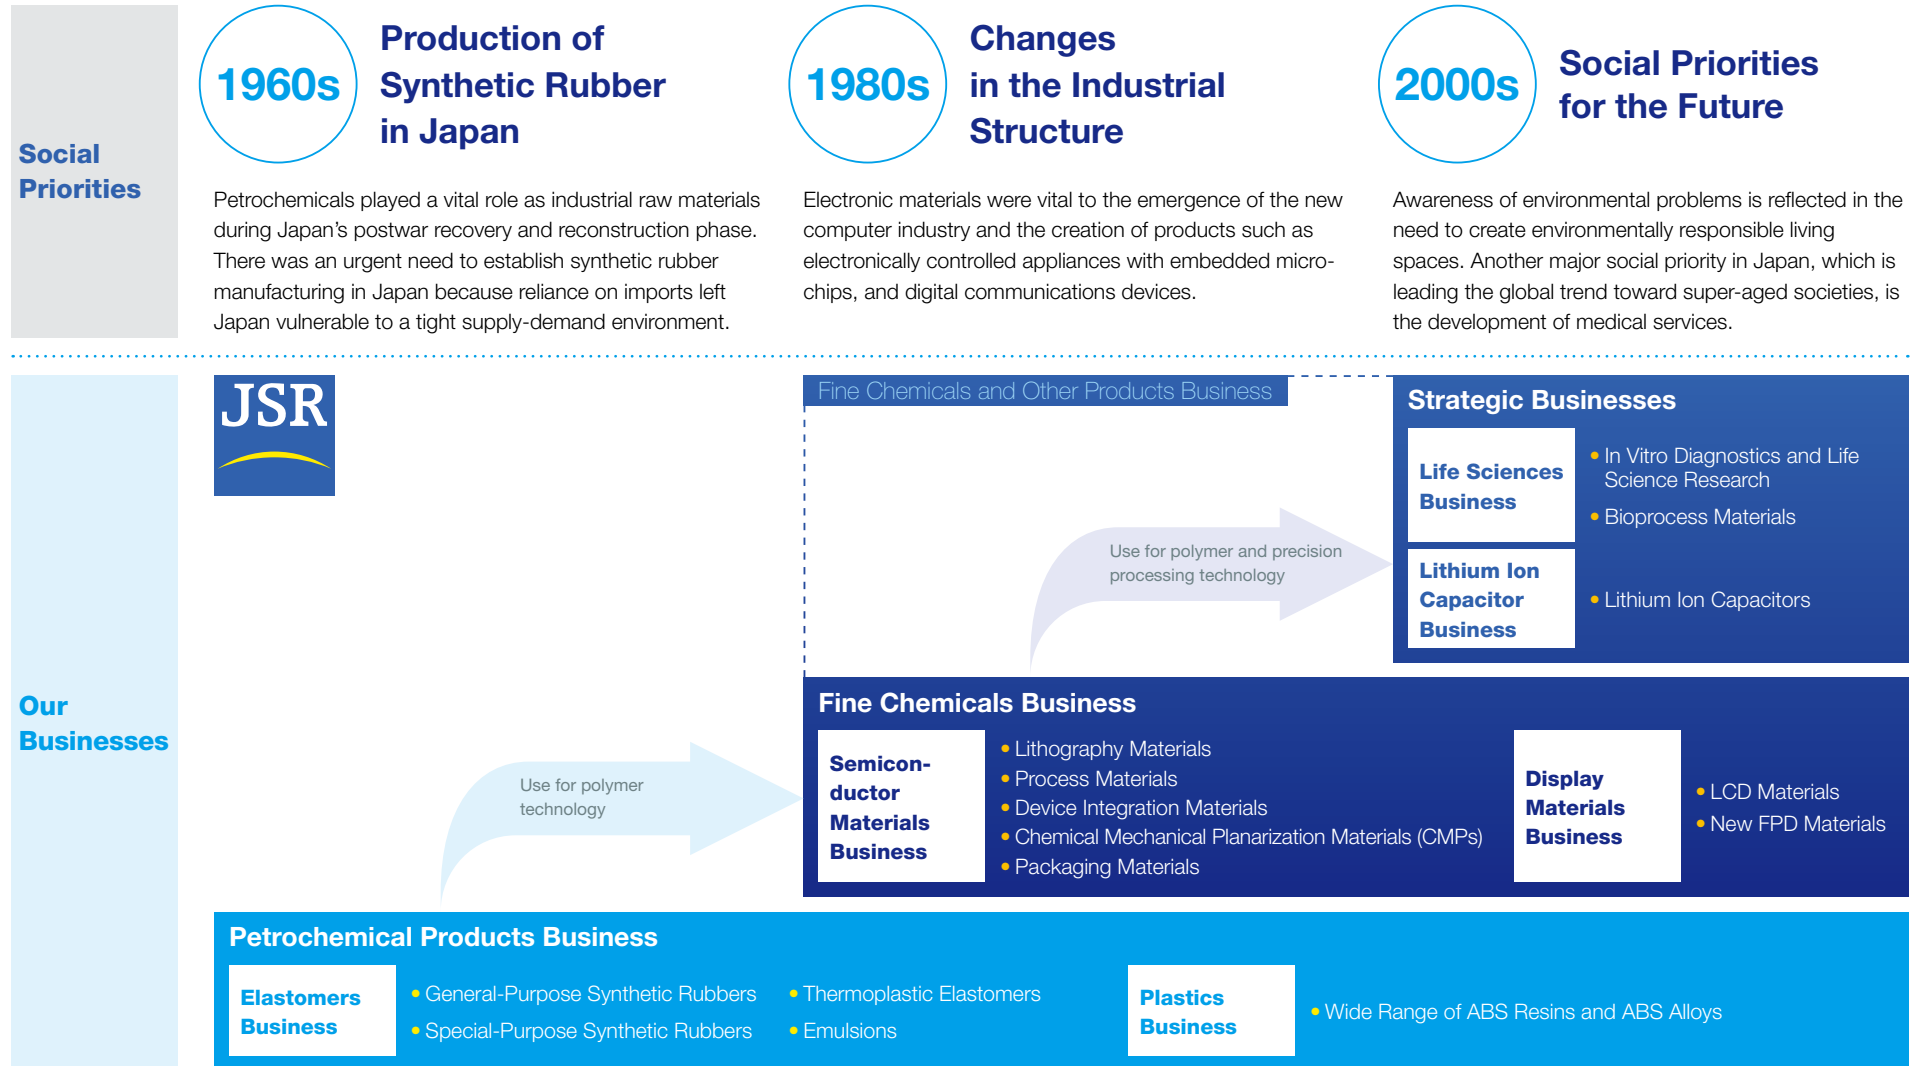 Social
Priorities
1960s
Production of
Synthetic Rubber
in Japan
Petrochemicals played a vital role as industrial raw materials
during Japan's postwar recovery and reconstruction phase.
There was an urgent need to establish synthetic rubber
manufacturing in Japan because reliance on imports left
Japan vulnerable to a tight supply-demand environment.
1980s
Changes
in the Industrial
Structure
Electronic materials were vital to the emergence of the new
computer industry and the creation of products such as
electronically controlled appliances with embedded micro-
chips, and digital communications devices.
2000s
Social Priorities
for the Future
Awareness of environmental problems is reflected in the
need to create environmentally responsible living
spaces. Another major social priority in Japan, which is
leading the global trend toward super-aged societies, is
the development of medical services.
Our
Businesses
JSR
Fine Chemicals and Other Products Business
Strategic Businesses
Life Sciences
Business
• In Vitro Diagnostics and Life
Science Research
• Bioprocess Materials
Lithium Ion
Capacitor
Business
• Lithium Ion Capacitors
Use for polymer and precision
processing technology
Fine Chemicals Business
Semicon-
ductor
Materials
Business
• Lithography Materials
• Process Materials
• Device Integration Materials
• Chemical Mechanical Planarization Materials (CMPs)
• Packaging Materials
Display
Materials
Business
• LCD Materials
• New FPD Materials
Use for polymer
technology
Petrochemical Products Business
Elastomers
Business
• General-Purpose Synthetic Rubbers
• Special-Purpose Synthetic Rubbers
• Thermoplastic Elastomers
• Emulsions
Plastics
Business
• Wide Range of ABS Resins and ABS Alloys